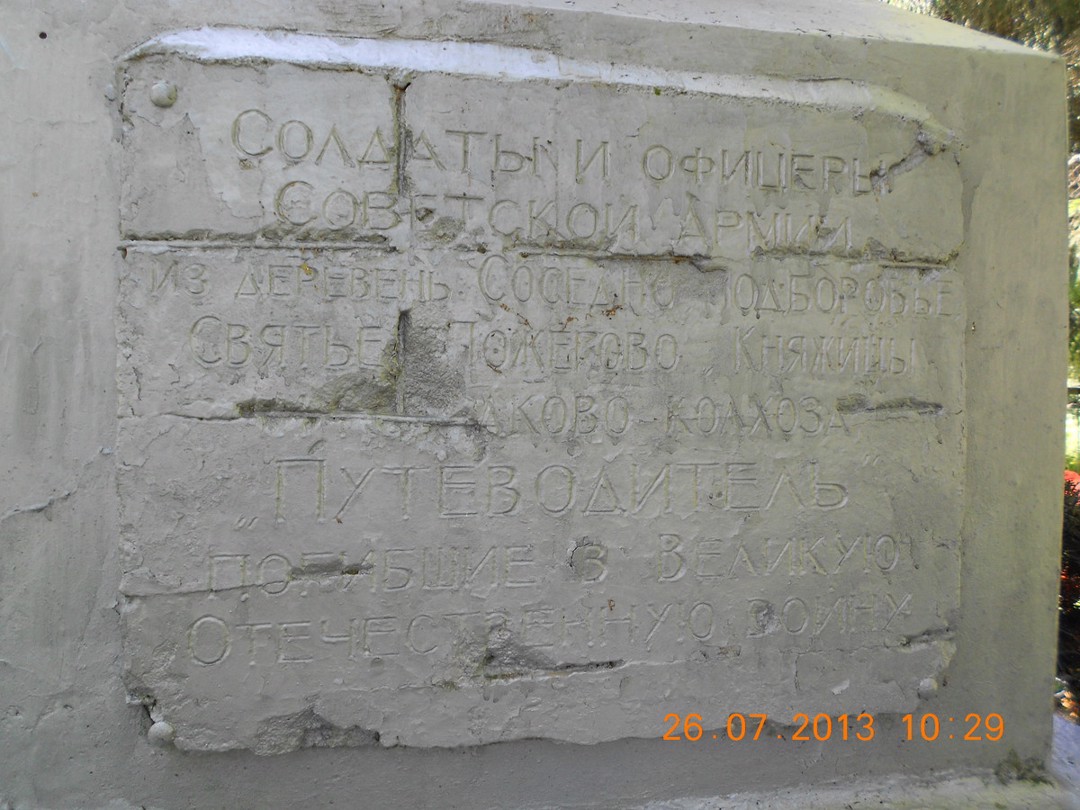 Солдаты и офицеры
Советской Армии
из деревень Соседно Подборовье
Святье Пожерово, Княжицы
колхоза
„Путеводитель"
погибшие в Великую
Отечественную войну
26.07.2013 10:29